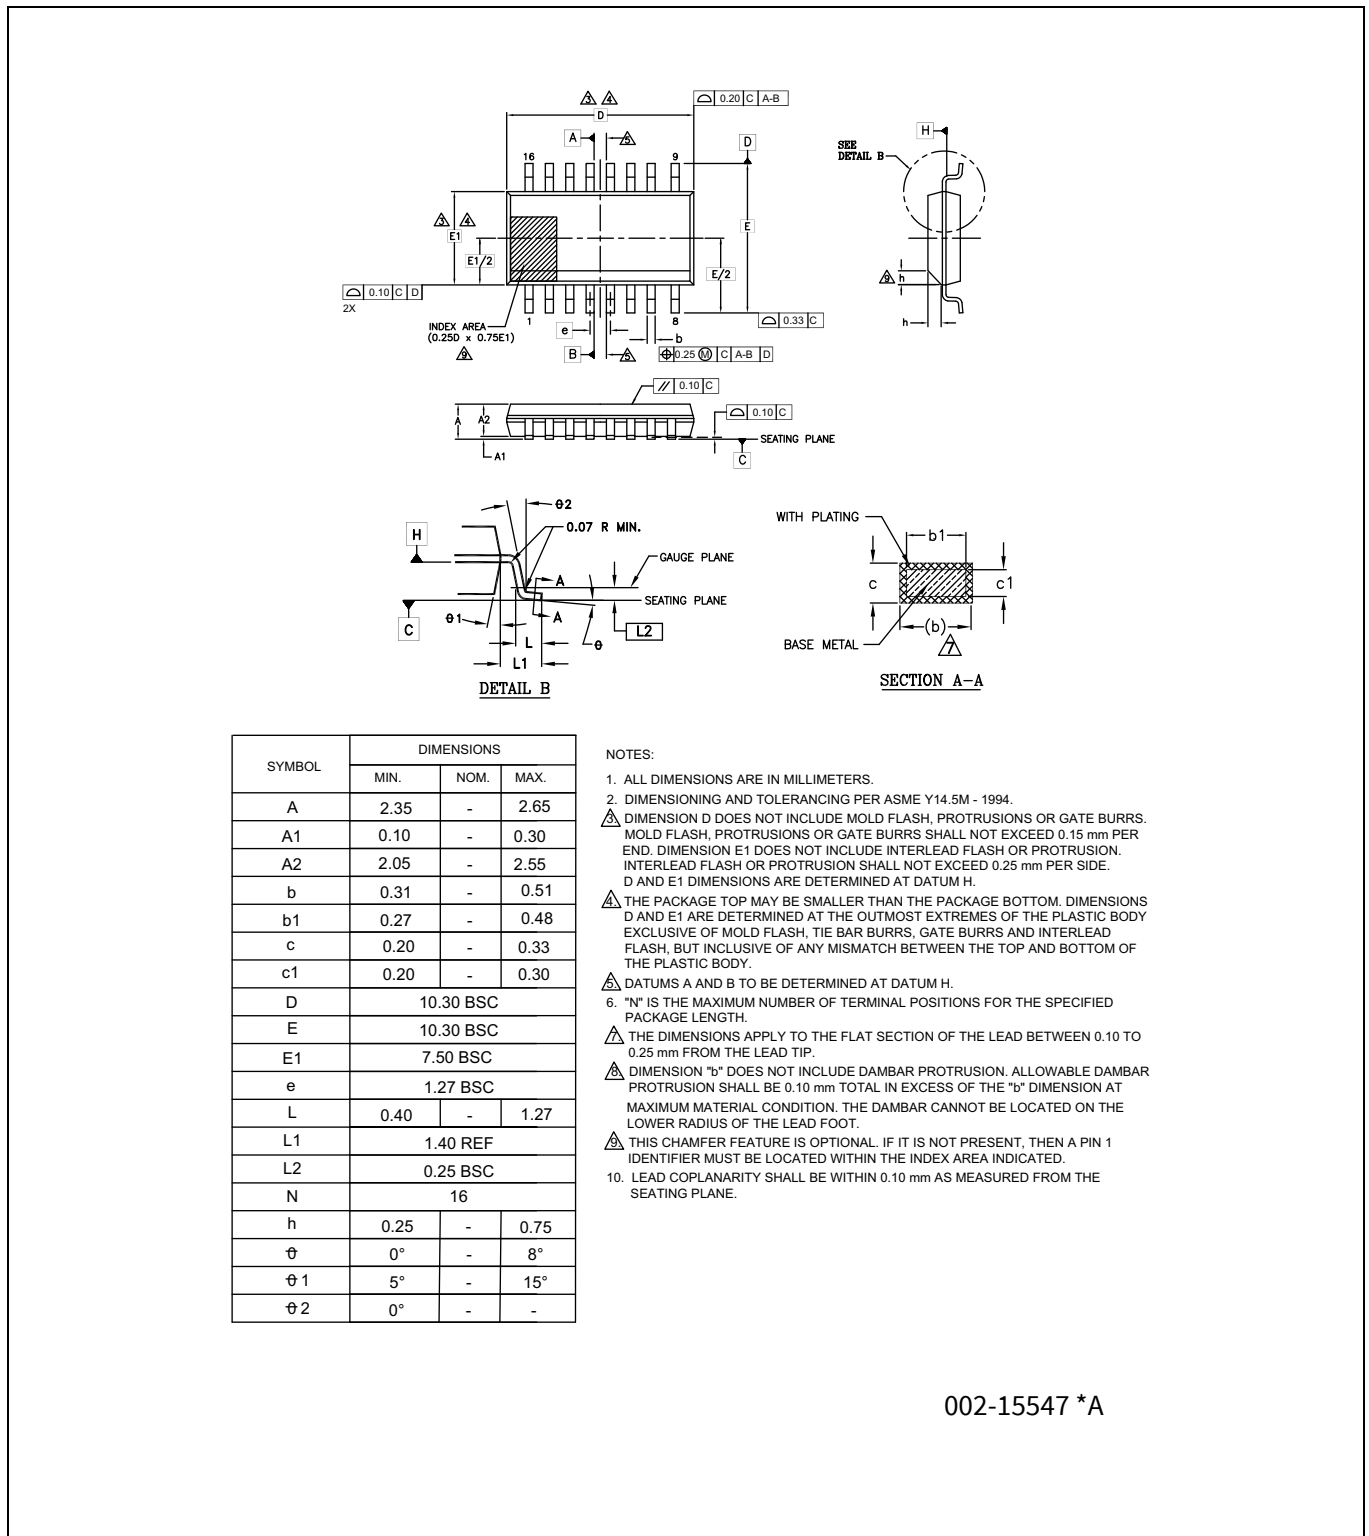 3 4
D
0.20 C A-B
A
5
D
16
9
H
SEE
DETAIL B
3 4
E1
E1/2
E
E/2
9
h
h
0.10 C D
2X
1
8
0.33 C
INDEX AREA
(0.25D x 0.75E1)
9
e
b
B
5
0.25 M C A-B D
// 0.10 C
A
A2
0.10 C
SEATING PLANE
A1
C
θ2
0.07 R MIN.
H
GAUGE PLANE
A
SEATING PLANE
C
θ1
A
L2
L
θ
L1
DETAIL B
WITH PLATING
b1
c
c1
(b)
BASE METAL
7
SECTION A-A
SYMBOL DIMENSIONS
MIN. NOM. MAX.
A 2.35 - 2.65
A1 0.10 - 0.30
A2 2.05 - 2.55
b 0.31 - 0.51
b1 0.27 - 0.48
c 0.20 - 0.33
c1 0.20 - 0.30
D 10.30 BSC
E 10.30 BSC
E1 7.50 BSC
e 1.27 BSC
L 0.40 - 1.27
L1 1.40 REF
L2 0.25 BSC
N 16
h 0.25 - 0.75
θ 0° - 8°
θ 1 5° - 15°
θ 2 0° - -
NOTES:
1. ALL DIMENSIONS ARE IN MILLIMETERS.
2. DIMENSIONING AND TOLERANCING PER ASME Y14.5M - 1994.
3. DIMENSION D DOES NOT INCLUDE MOLD FLASH, PROTRUSIONS OR GATE BURRS.
MOLD FLASH, PROTRUSIONS OR GATE BURRS SHALL NOT EXCEED 0.15 mm PER
END. DIMENSION E1 DOES NOT INCLUDE INTERLEAD FLASH OR PROTRUSION.
INTERLEAD FLASH OR PROTRUSION SHALL NOT EXCEED 0.25 mm PER SIDE.
D AND E1 DIMENSIONS ARE DETERMINED AT DATUM H.
4. THE PACKAGE TOP MAY BE SMALLER THAN THE PACKAGE BOTTOM. DIMENSIONS
D AND E1 ARE DETERMINED AT THE OUTMOST EXTREMES OF THE PLASTIC BODY
EXCLUSIVE OF MOLD FLASH, TIE BAR BURRS, GATE BURRS AND INTERLEAD
FLASH, BUT INCLUSIVE OF ANY MISMATCH BETWEEN THE TOP AND BOTTOM OF
THE PLASTIC BODY.
5. DATUMS A AND B TO BE DETERMINED AT DATUM H.
6. "N" IS THE MAXIMUM NUMBER OF TERMINAL POSITIONS FOR THE SPECIFIED
PACKAGE LENGTH.
7. THE DIMENSIONS APPLY TO THE FLAT SECTION OF THE LEAD BETWEEN 0.10 TO
0.25 mm FROM THE LEAD TIP.
8. DIMENSION "b" DOES NOT INCLUDE DAMBAR PROTRUSION. ALLOWABLE DAMBAR
PROTRUSION SHALL BE 0.10 mm TOTAL IN EXCESS OF THE "b" DIMENSION AT
MAXIMUM MATERIAL CONDITION. THE DAMBAR CANNOT BE LOCATED ON THE
LOWER RADIUS OF THE LEAD FOOT.
9. THIS CHAMFER FEATURE IS OPTIONAL. IF IT IS NOT PRESENT, THEN A PIN 1
IDENTIFIER MUST BE LOCATED WITHIN THE INDEX AREA INDICATED.
10. LEAD COPLANARITY SHALL BE WITHIN 0.10 mm AS MEASURED FROM THE
SEATING PLANE.
002-15547 *A